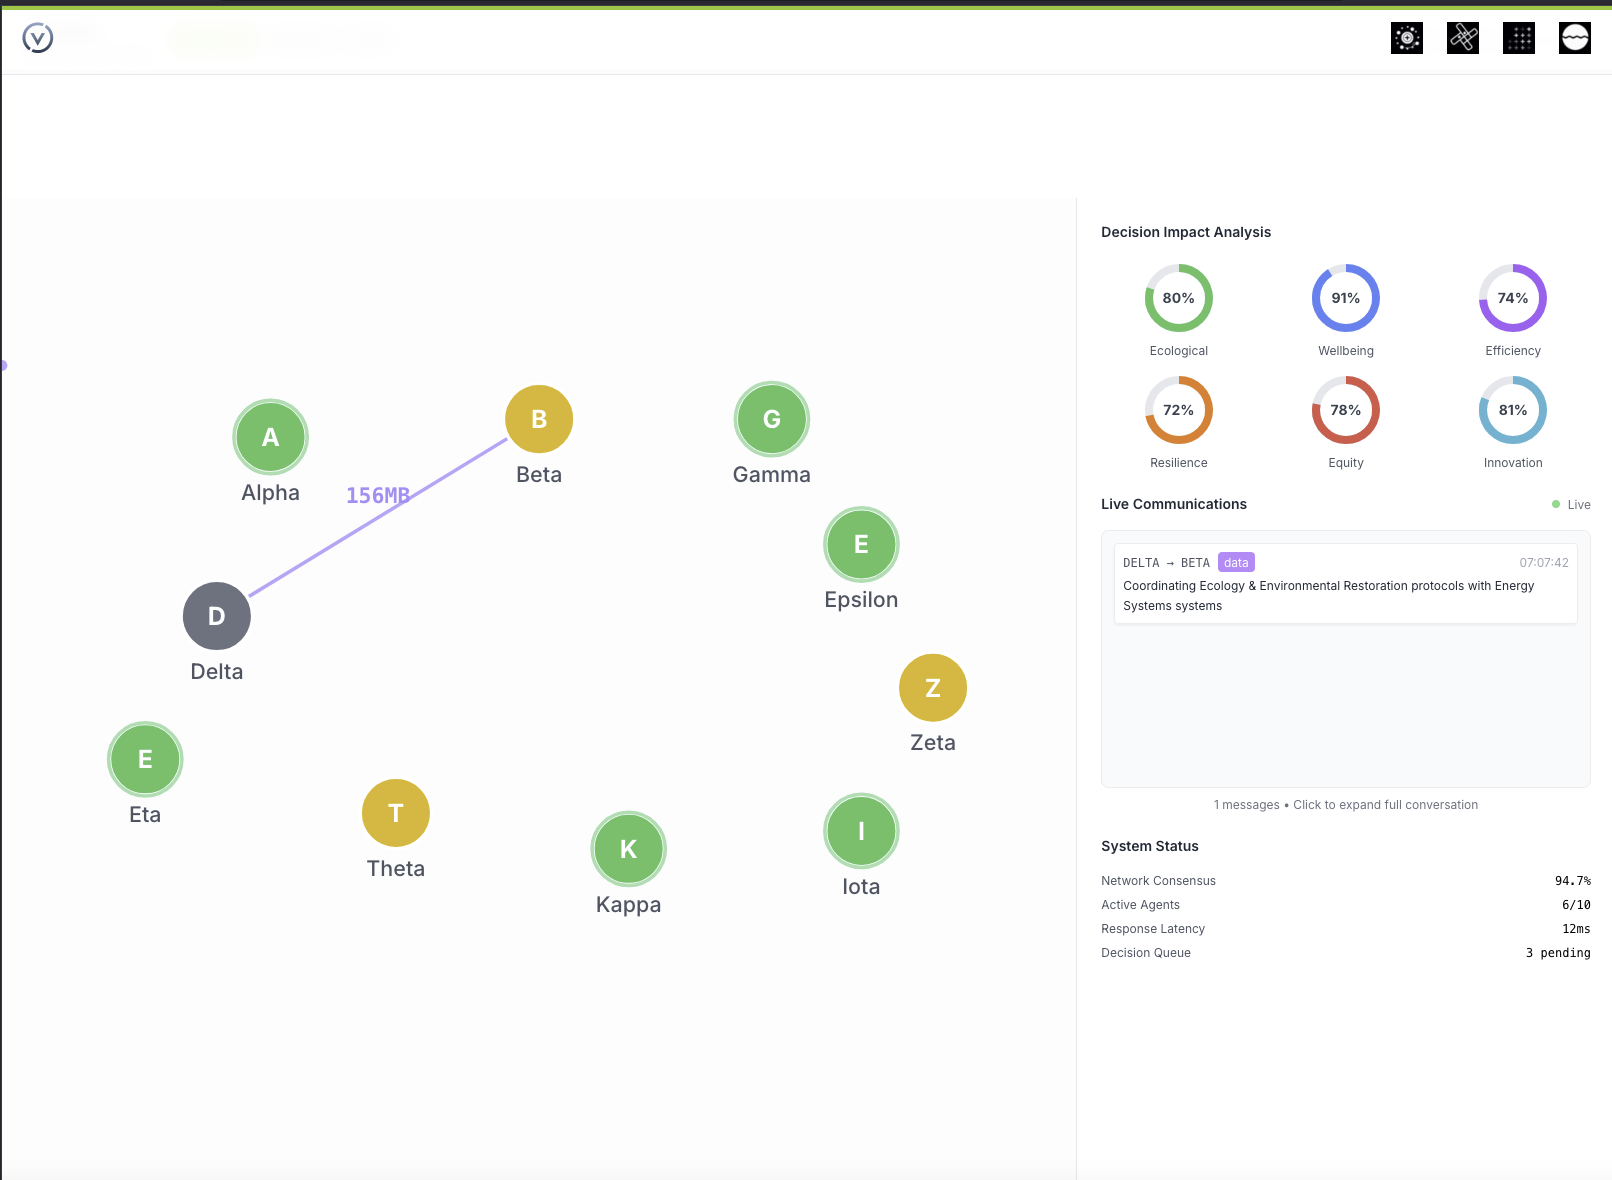 A
Alpha
B
Beta
G
Gamma
156MB
E
Epsilon
D
Delta
Z
Zeta
E
Eta
T
Theta
K
Kappa
I
Iota
Decision Impact Analysis
80%
91%
74%
Ecological
Wellbeing
Efficiency
72%
78%
81%
Resilience
Equity
Innovation
Live Communications
Live
DELTA → BETA data 07:07:42
Coordinating Ecology & Environmental Restoration protocols with Energy
Systems systems
1 messages • Click to expand full conversation
System Status
Network Consensus 94.7%
Active Agents 6/10
Response Latency 12ms
Decision Queue 3 pending